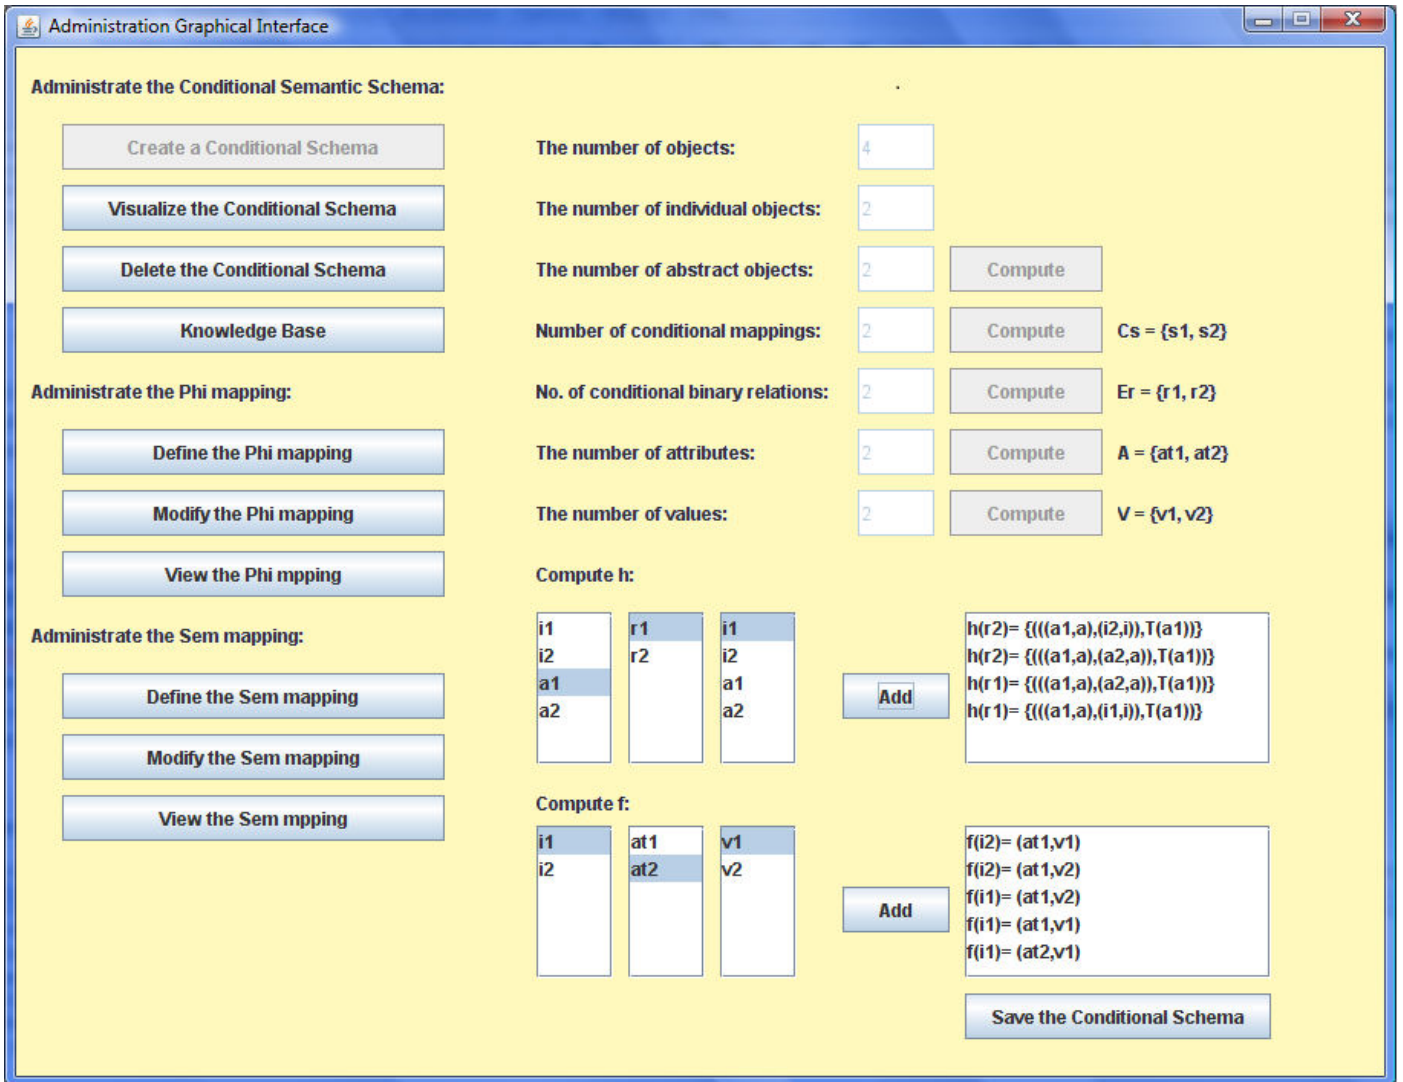 Administration Graphical Interface
Administrate the Conditional Semantic Schema:
.
Create a Conditional Schema
The number of objects:
4
Visualize the Conditional Schema
The number of individual objects:
2
Delete the Conditional Schema
The number of abstract objects:
2
Compute
Knowledge Base
Number of conditional mappings:
2
Compute
Cs = {s1, s2}
Administrate the Phi mapping:
No. of conditional binary relations:
2
Compute
Er = {r1, r2}
Define the Phi mapping
The number of attributes:
2
Compute
A = {at1, at2}
Modify the Phi mapping
The number of values:
2
Compute
V = {v1, v2}
View the Phi mpping
Compute h:
Administrate the Sem mapping:
Define the Sem mapping
Modify the Sem mapping
View the Sem mpping
i1
i2
a1
a2
r1
r2
i1
i2
a1
a2
Add
h(r2)= {(((a1,a),(i2,i)),T(a1))}
h(r2)= {(((a1,a),(a2,a)),T(a1))}
h(r1)= {(((a1,a),(a2,a)),T(a1))}
h(r1)= {(((a1,a),(i1,i)),T(a1))}
Compute f:
i1
i2
at1
at2
v1
v2
Add
f(i2)= (at1,v1)
f(i2)= (at1,v2)
f(i1)= (at1,v2)
f(i1)= (at1,v1)
f(i1)= (at2,v1)
Save the Conditional Schema